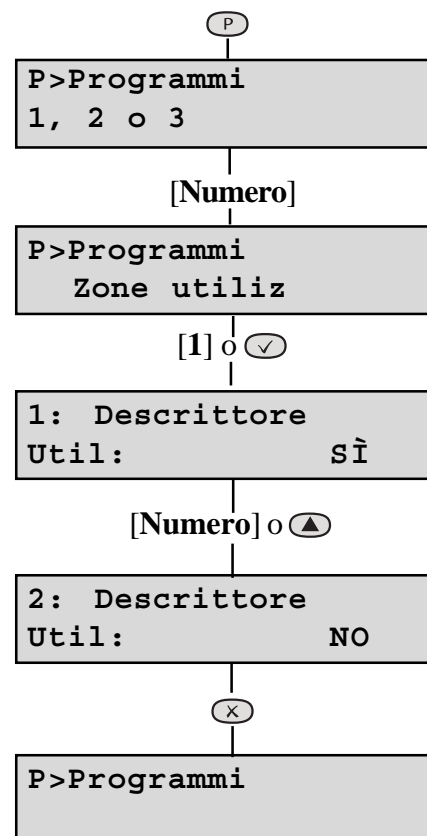 P
P>Programmi
1, 2 o 3
[Numero]
P>Programmi
Zone utiliz
[1] o
1: Descrittore
Util: SÌ
[Numero] o
2: Descrittore
Util: NO
P>Programmi